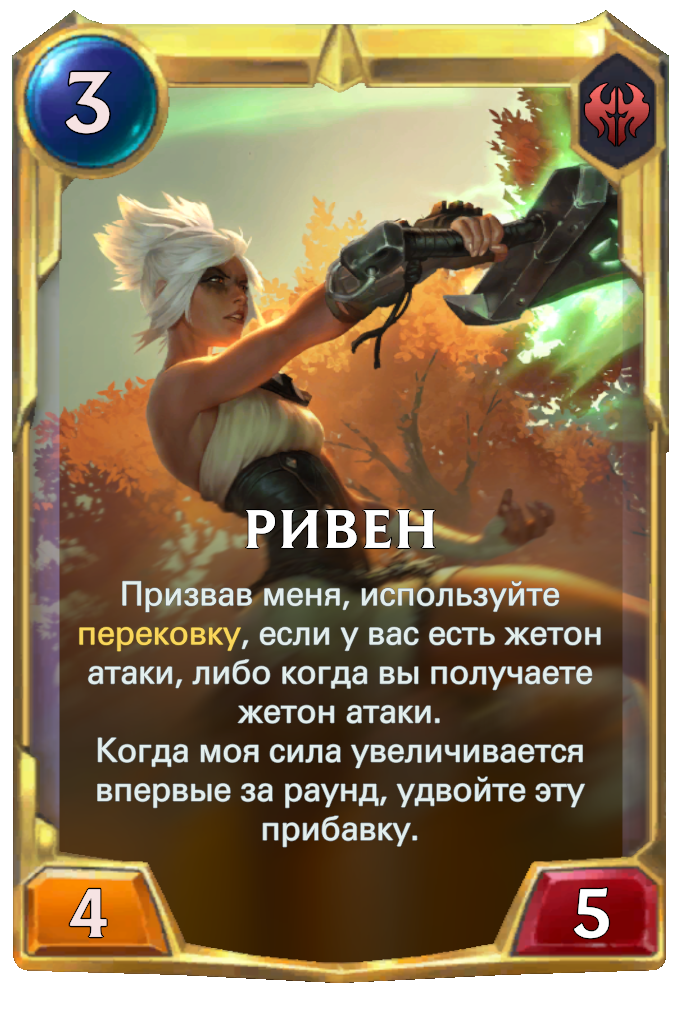 3
РИВЕН
Призвав меня, используйте
перековку, если у вас есть жетон
атаки, либо когда вы получаете
жетон атаки.
Когда моя сила увеличивается
впервые за раунд, удвойте эту
прибавку.
4
5